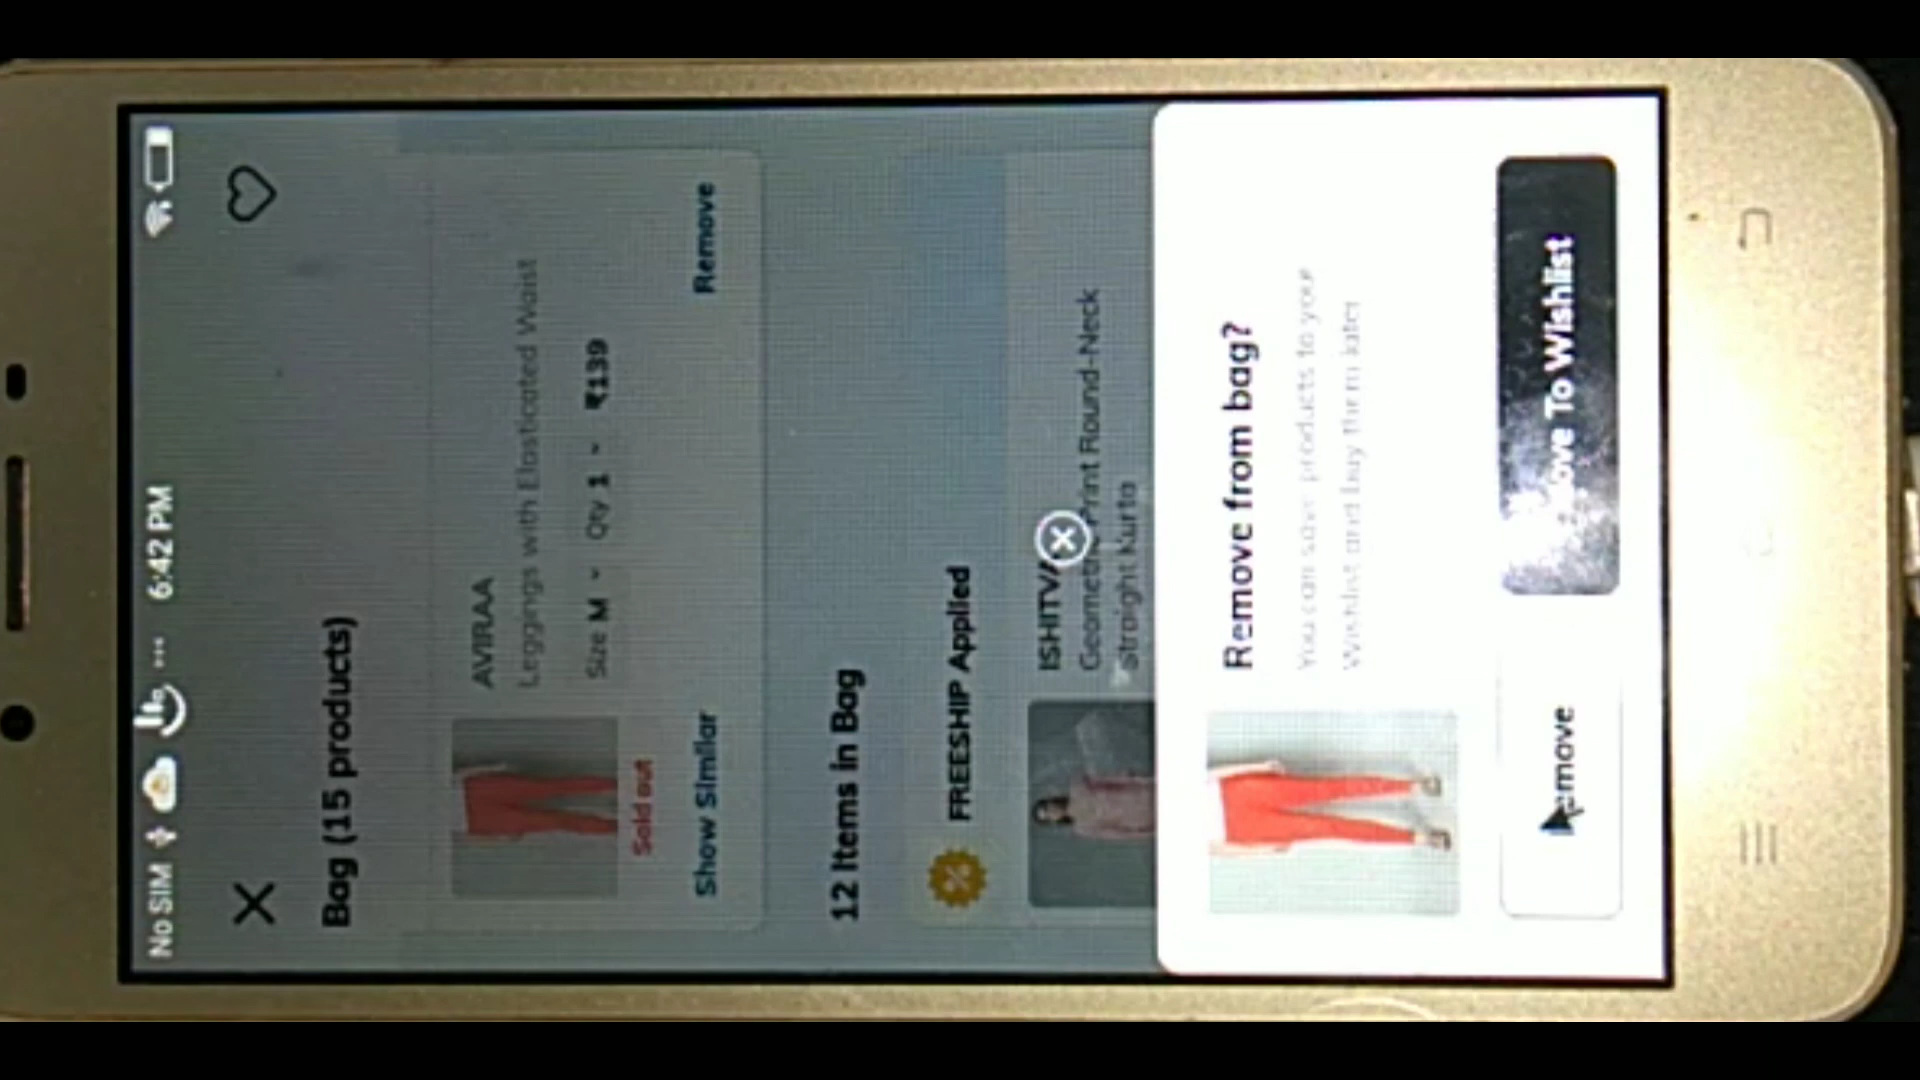 No SIM
6:42 PM
Bag (15 products)
AVIRAA
Leggings with Elasticated Waist
Size M Qty 1 ₹139
Sold out
Show Similar
Remove
12 Items in Bag
FREESHIP Applied
ISHITVA
Geometric Print Round-Neck
Straight Kurta
Remove from bag?
You can save products to your
Wishlist and buy them later
Remove
Move To Wishlist